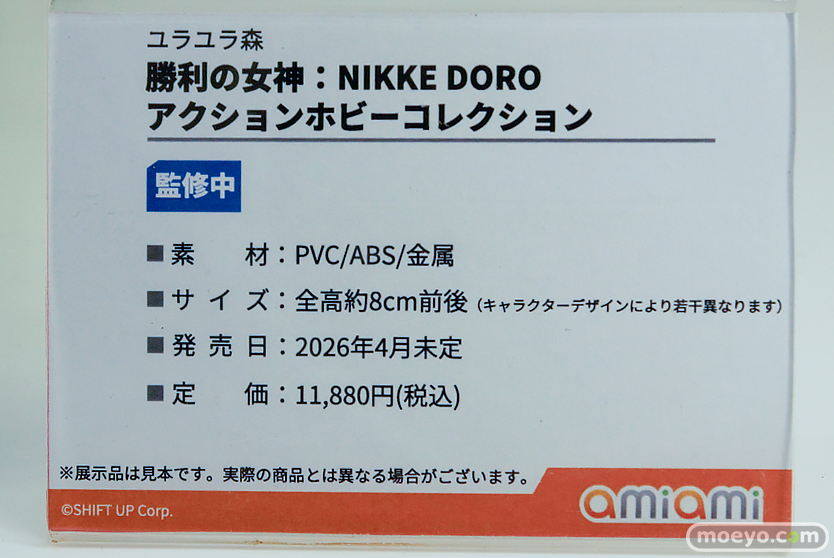 ユラユラ森
勝利の女神：NIKKE DORO
アクションホビーコレクション
監修中
■素　　材：PVC/ABS/金属
■サ イ ズ：全高約8cm前後（キャラクターデザインにより若干異なります）
■発 売 日：2026年4月未定
■定　　価：11,880円(税込)
※展示品は見本です。実際の商品とは異なる場合がございます。
©SHIFT UP Corp.
amiami
moeyo.com